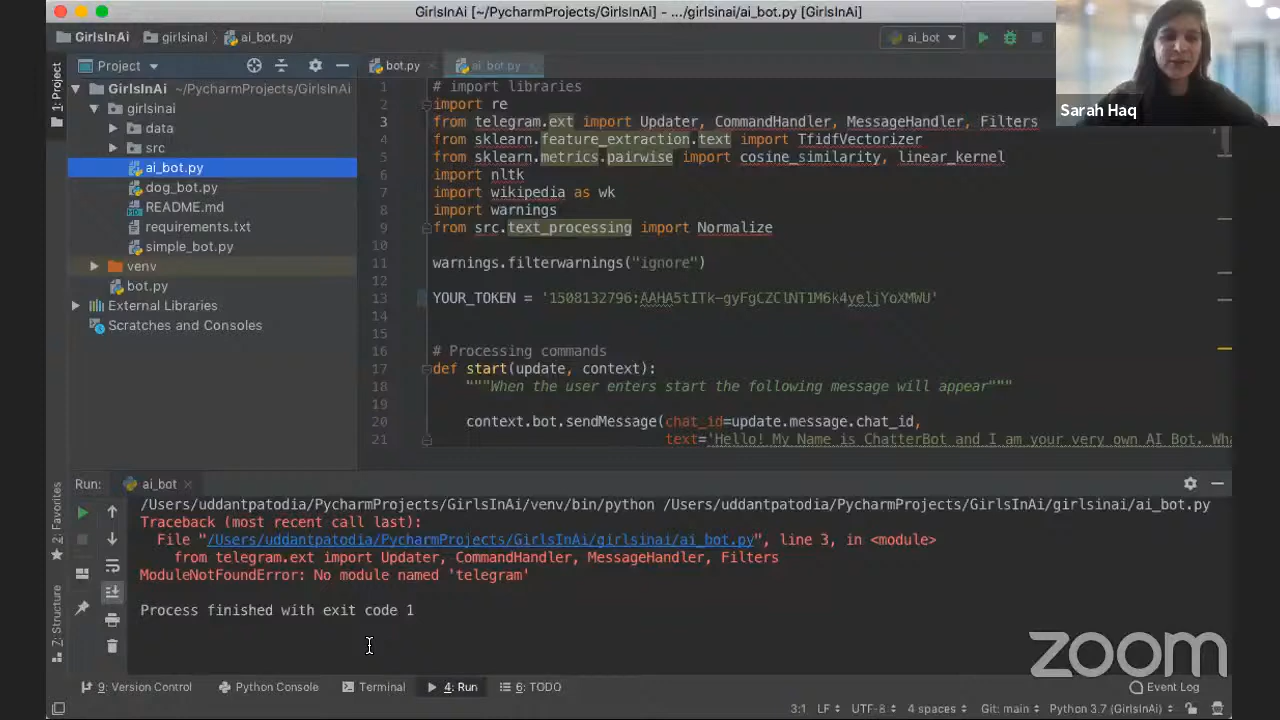 GirlsInAi [~/PycharmProjects/GirlsInAi] - .../girlsinai/ai_bot.py [GirlsInAi]
GirlsInAi girlsinai ai_bot.py ai_bot
Sarah Haq
1: Project
Project bot.py ai_bot.py
GirlsInAi ~/PycharmProjects/GirlsInAi
girlsinai
data
src
ai_bot.py
dog_bot.py
README.md
requirements.txt
simple_bot.py
venv
bot.py
External Libraries
Scratches and Consoles
1 # import libraries
2 import re
3 from telegram.ext import Updater, CommandHandler, MessageHandler, Filters
4 from sklearn.feature_extraction.text import TfidfVectorizer
5 from sklearn.metrics.pairwise import cosine_similarity, linear_kernel
6 import nltk
7 import wikipedia as wk
8 import warnings
9 from src.text_processing import Normalize
10
11 warnings.filterwarnings("ignore")
12
13 YOUR_TOKEN =
14
15
16 # Processing commands
17 def start(update, context):
18 """When the user enters start the following message will appear"""
19
20 context.bot.sendMessage(chat_id=update.message.chat_id,
21 text='Hello! My Name is ChatterBot and I am your very own AI Bot.
Run: ai_bot
/Users/uddantpatodia/PycharmProjects/GirlsInAi/venv/bin/python /Users/uddantpatodia/PycharmProjects/GirlsInAi/girlsinai/ai_bot.py
Traceback (most recent call last):
File "/Users/uddantpatodia/PycharmProjects/GirlsInAi/girlsinai/ai_bot.py", line 3, in <module>
from telegram.ext import Updater, CommandHandler, MessageHandler, Filters
ModuleNotFoundError: No module named 'telegram'
Process finished with exit code 1
2: Favorites
Z: Structure
zoom
9: Version Control Python Console Terminal 4: Run 6: TODO Event Log
3:1 LF UTF-8 4 spaces Git: main Python 3.7 (GirlsInAi)